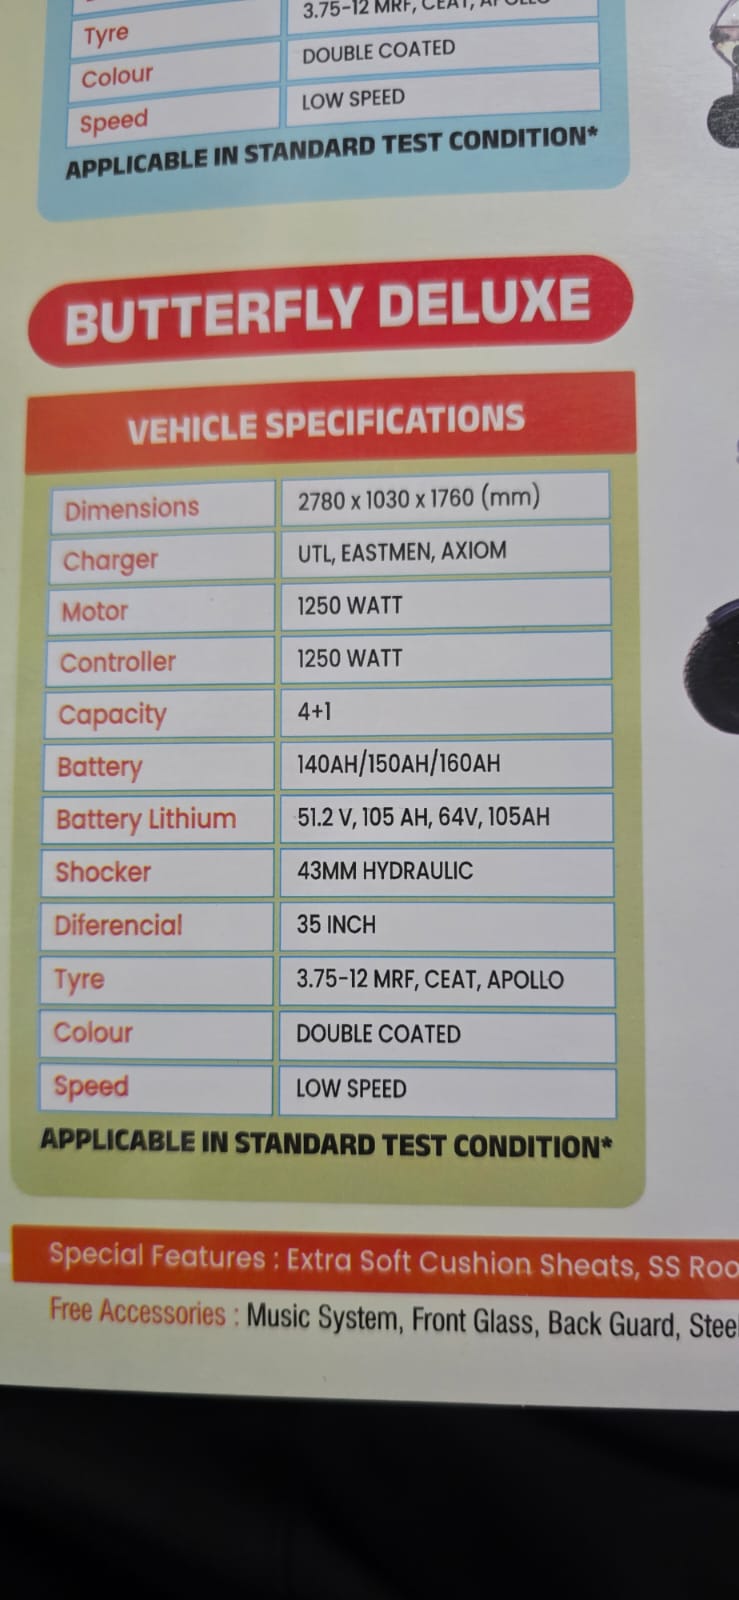 3.75-12 MRF, CEAT, APOLLO
Tyre
DOUBLE COATED
Colour
LOW SPEED
Speed
APPLICABLE IN STANDARD TEST CONDITION*
BUTTERFLY DELUXE
VEHICLE SPECIFICATIONS
Dimensions 2780 x 1030 x 1760 (mm)
Charger UTL, EASTMEN, AXIOM
Motor 1250 WATT
Controller 1250 WATT
Capacity 4+1
Battery 140AH/150AH/160AH
Battery Lithium 51.2 V, 105 AH, 64V, 105AH
Shocker 43MM HYDRAULIC
Diferencial 35 INCH
Tyre 3.75-12 MRF, CEAT, APOLLO
Colour DOUBLE COATED
Speed LOW SPEED
APPLICABLE IN STANDARD TEST CONDITION*
Special Features : Extra Soft Cushion Sheats, SS Roo
Free Accessories : Music System, Front Glass, Back Guard, Stee